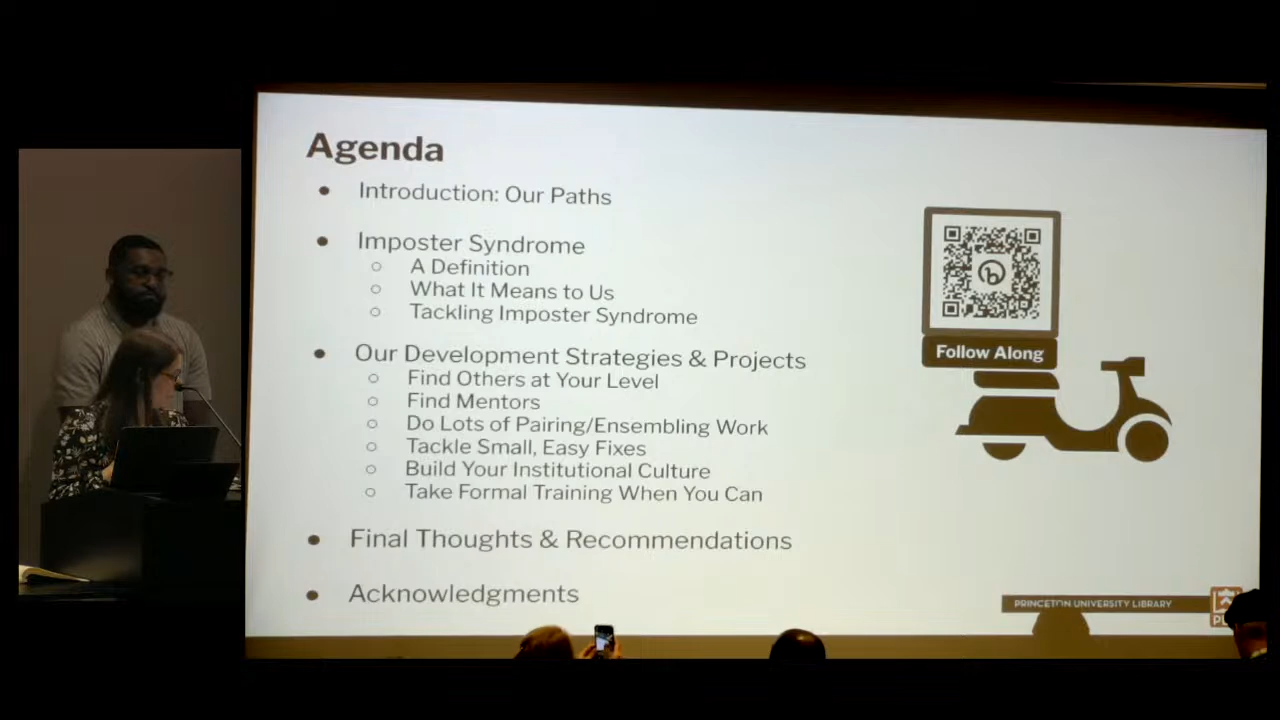 Agenda
Introduction: Our Paths
Imposter Syndrome
A Definition
What It Means to Us
Tackling Imposter Syndrome
Our Development Strategies & Projects
Find Others at Your Level
Find Mentors
Do Lots of Pairing/Ensembling Work
Tackle Small, Easy Fixes
Build Your Institutional Culture
Take Formal Training When You Can
Final Thoughts & Recommendations
Acknowledgments
Follow Along
PRINCETON UNIVERSITY LIBRARY